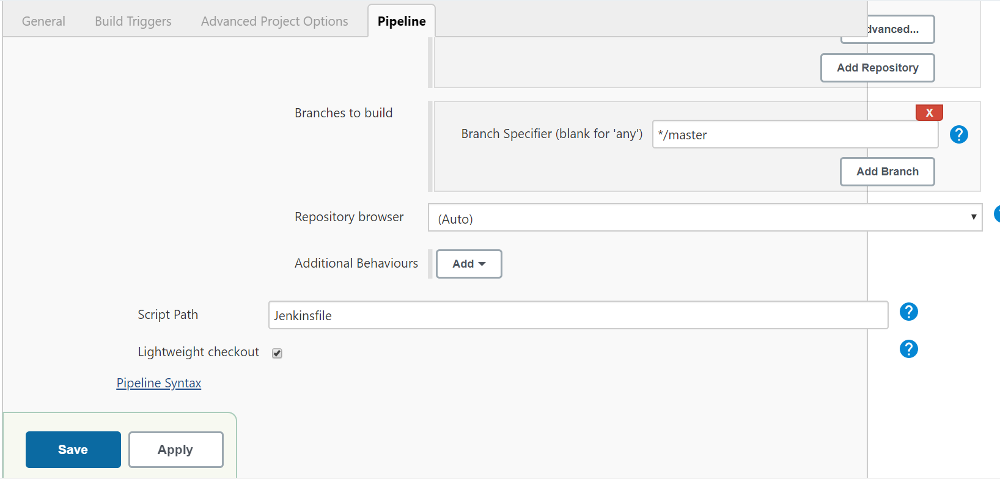 General Build Triggers Advanced Project Options Pipeline
dvanced...
Add Repository
Branches to build
X
Branch Specifier (blank for 'any') */master ?
Add Branch
Repository browser (Auto)
Additional Behaviours Add
Script Path Jenkinsfile ?
Lightweight checkout ?
Pipeline Syntax
Save Apply